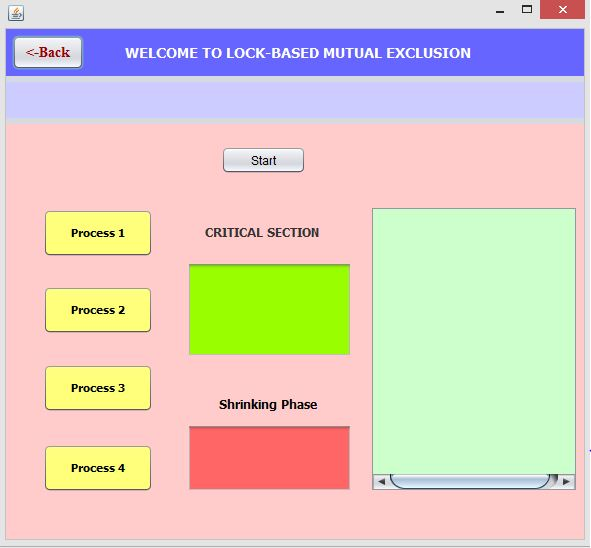 <-Back
WELCOME TO LOCK-BASED MUTUAL EXCLUSION
Start
Process 1
CRITICAL SECTION
Process 2
Process 3
Shrinking Phase
Process 4